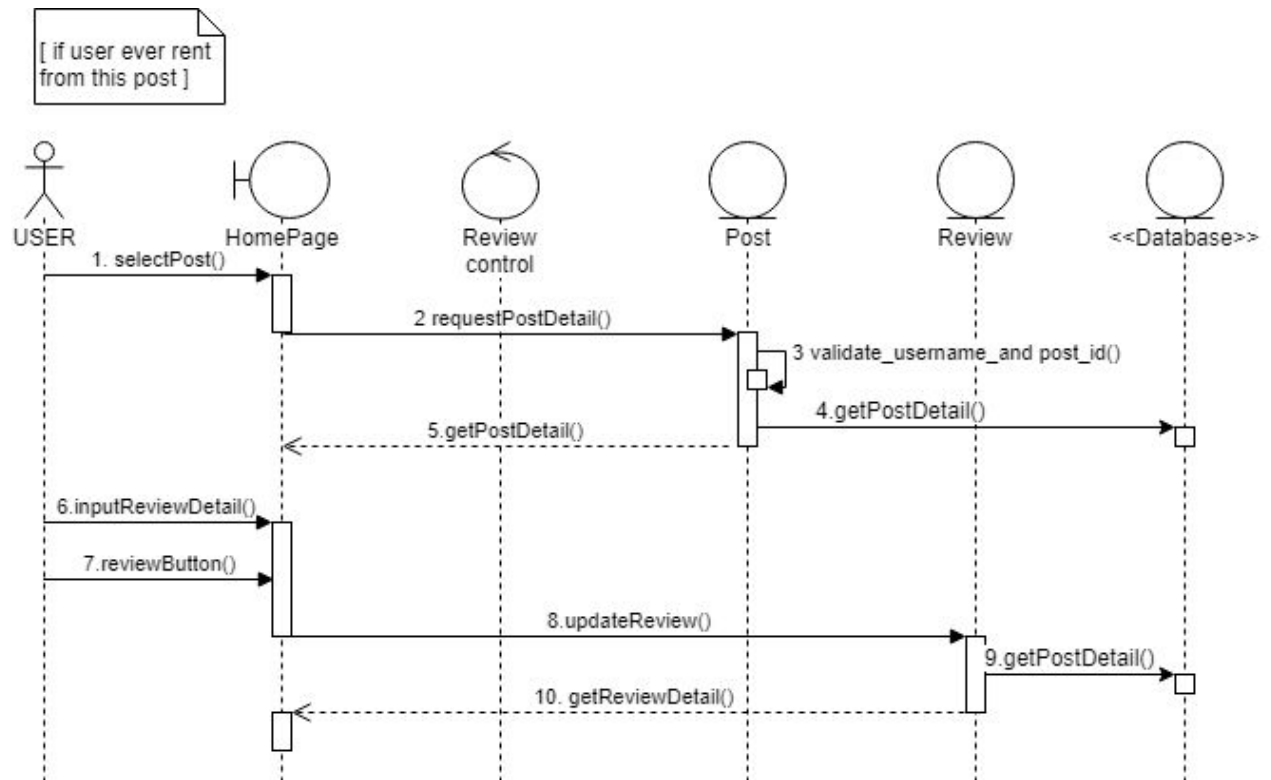 [ if user ever rent
from this post ]
USER
HomePage
Review
control
Post
Review
<<Database>>
1. selectPost()
2 requestPostDetail()
3 validate_username_and post_id()
4.getPostDetail()
5.getPostDetail()
6.inputReviewDetail()
7.reviewButton()
8.updateReview()
9.getPostDetail()
10. getReviewDetail()